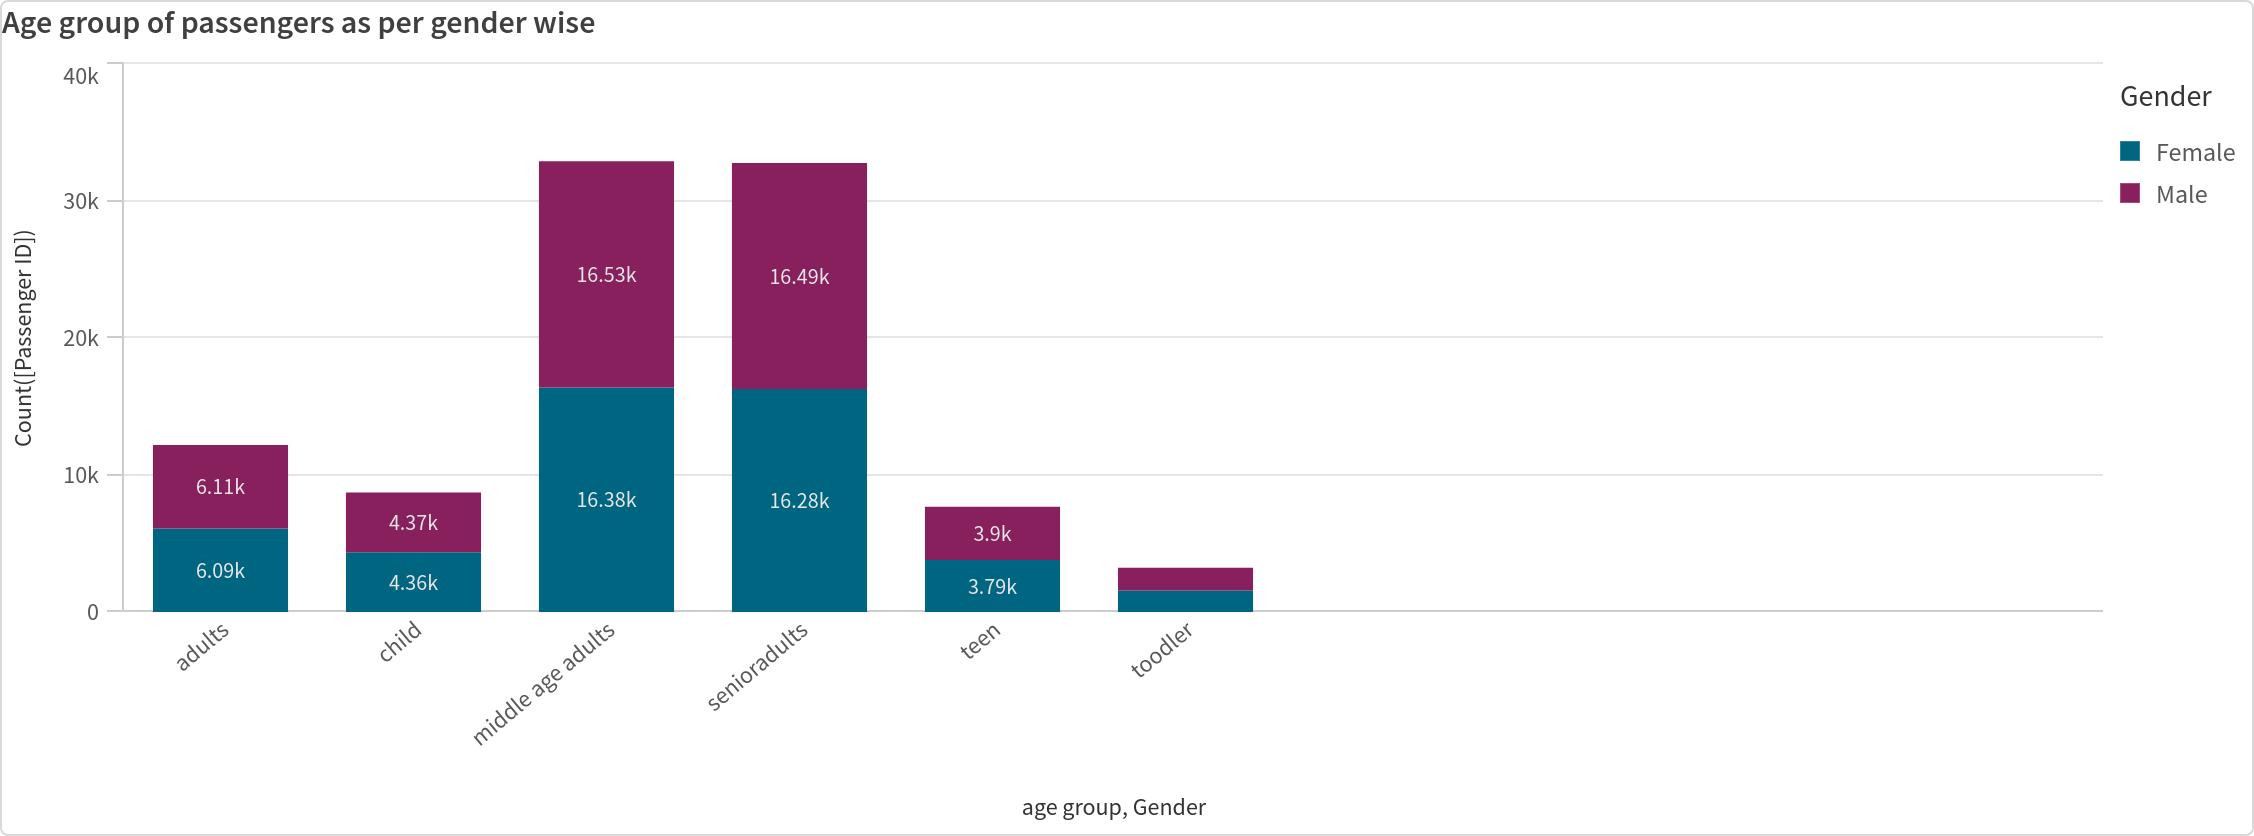 Age group of passengers as per gender wise
40k
30k
20k
10k
0
Count([Passenger ID])
6.11k
6.09k
4.37k
4.36k
16.53k
16.38k
16.49k
16.28k
3.9k
3.79k
adults
child
middle age adults
senioradults
teen
toodler
age group, Gender
Gender
Female
Male